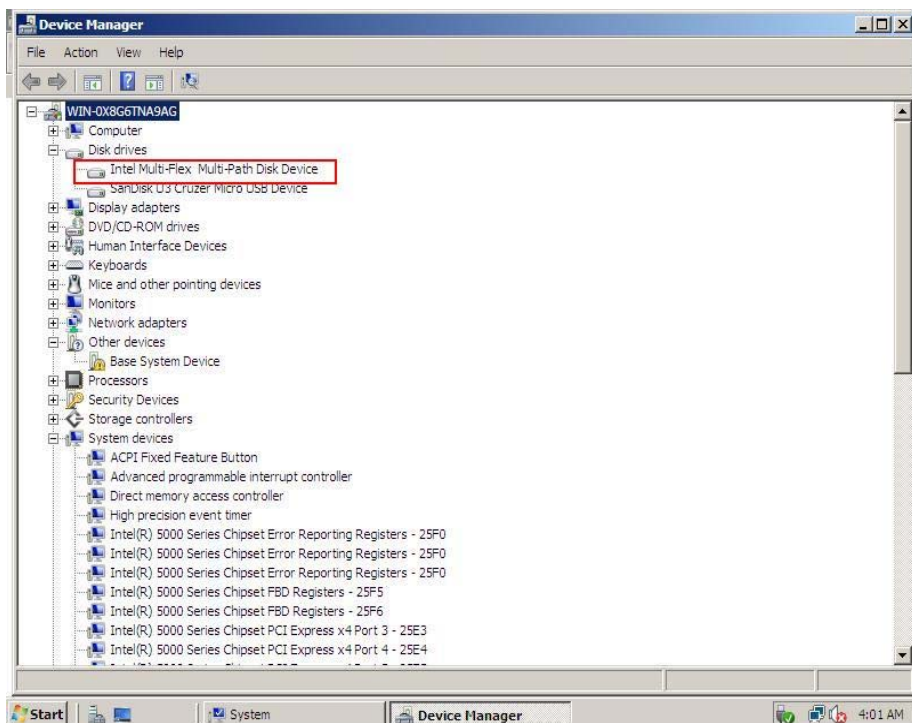 Device Manager
File Action View Help
WIN-0X8G6TNA9AG
Computer
Disk drives
Intel Multi-Flex Multi-Path Disk Device
SanDisk U3 Cruzer Micro USB Device
Display adapters
DVD/CD-ROM drives
Human Interface Devices
Keyboards
Mice and other pointing devices
Monitors
Network adapters
Other devices
Base System Device
Processors
Security Devices
Storage controllers
System devices
ACPI Fixed Feature Button
Advanced programmable interrupt controller
Direct memory access controller
High precision event timer
Intel(R) 5000 Series Chipset Error Reporting Registers - 25F0
Intel(R) 5000 Series Chipset Error Reporting Registers - 25F0
Intel(R) 5000 Series Chipset Error Reporting Registers - 25F0
Intel(R) 5000 Series Chipset FBD Registers - 25F5
Intel(R) 5000 Series Chipset FBD Registers - 25F6
Intel(R) 5000 Series Chipset PCI Express x4 Port 3 - 25E3
Intel(R) 5000 Series Chipset PCI Express x4 Port 4 - 25E4
Start System Device Manager 4:01 AM